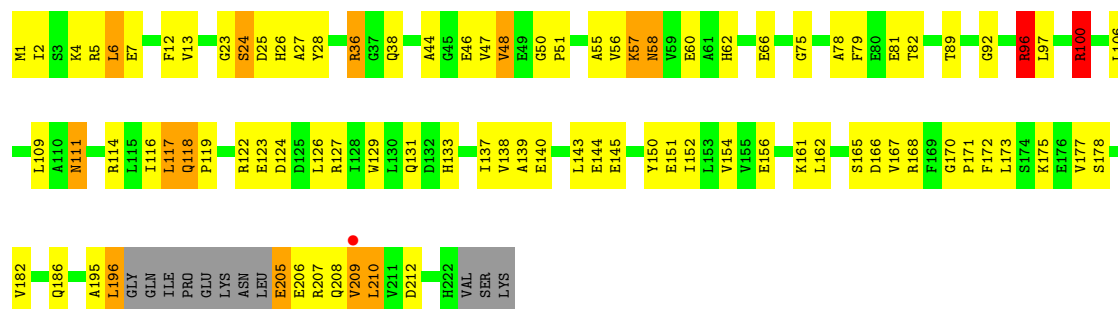 M1 I2 S3 K4 R5 L6 E7 F12 V13 G23 S24 D25 H26 A27 Y28 R36 G37 Q38 A44 G45 E46 V47 V48 E49 G50 P51 A55 V56 K57 N58 V59 E60 A61 H62 E66 G75 A78 F79 E80 E81 T82 T89 G92 R96 L97 R100 L106
L109 A110 N111 R114 L115 I116 L117 Q118 P119 R122 E123 D124 D125 L126 R127 I128 W129 L130 Q131 D132 H133 I137 V138 A139 E140 L143 E144 E145 Y150 E151 I152 L153 V154 V155 E156 K161 L162 S165 D166 V167 R168 F169 G170 P171 F172 L173 S174 K175 E176 V177 S178
V182 Q186 A195 L196 GLY GLN ILE PRO GLU LYS ASN LEU E205 E206 R207 Q208 V209 L210 V211 D212 H222 VAL SER LYS